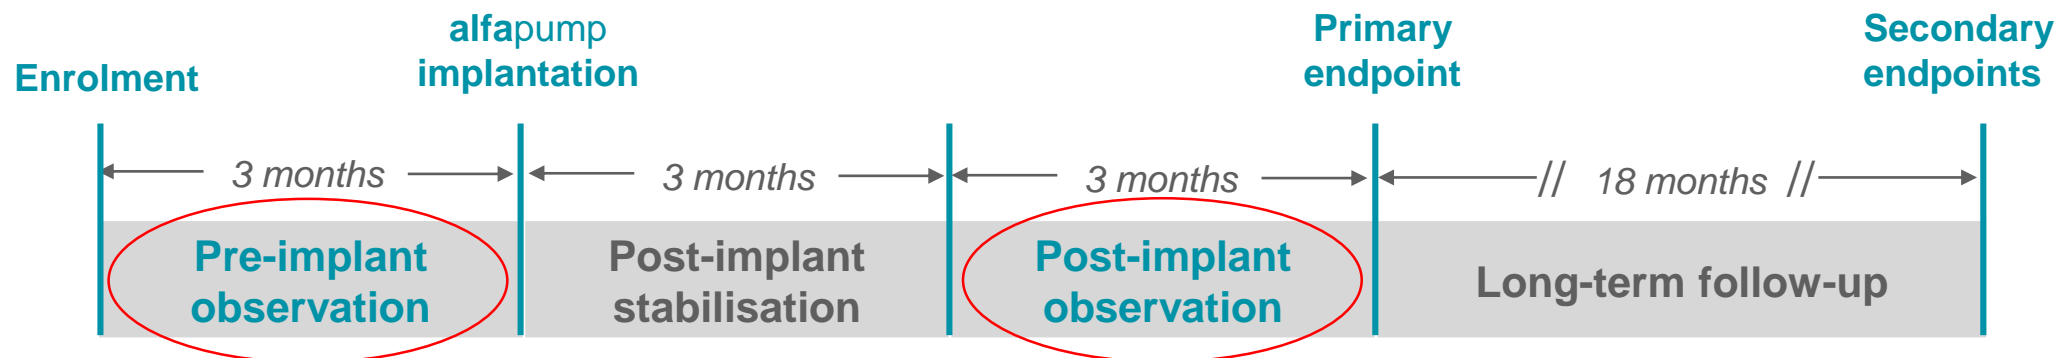 Enrolment
alfapump
implantation
Primary
endpoint
Secondary
endpoints
3 months
3 months
3 months
// 18 months //
Pre-implant
observation
Post-implant
stabilisation
Post-implant
observation
Long-term follow-up